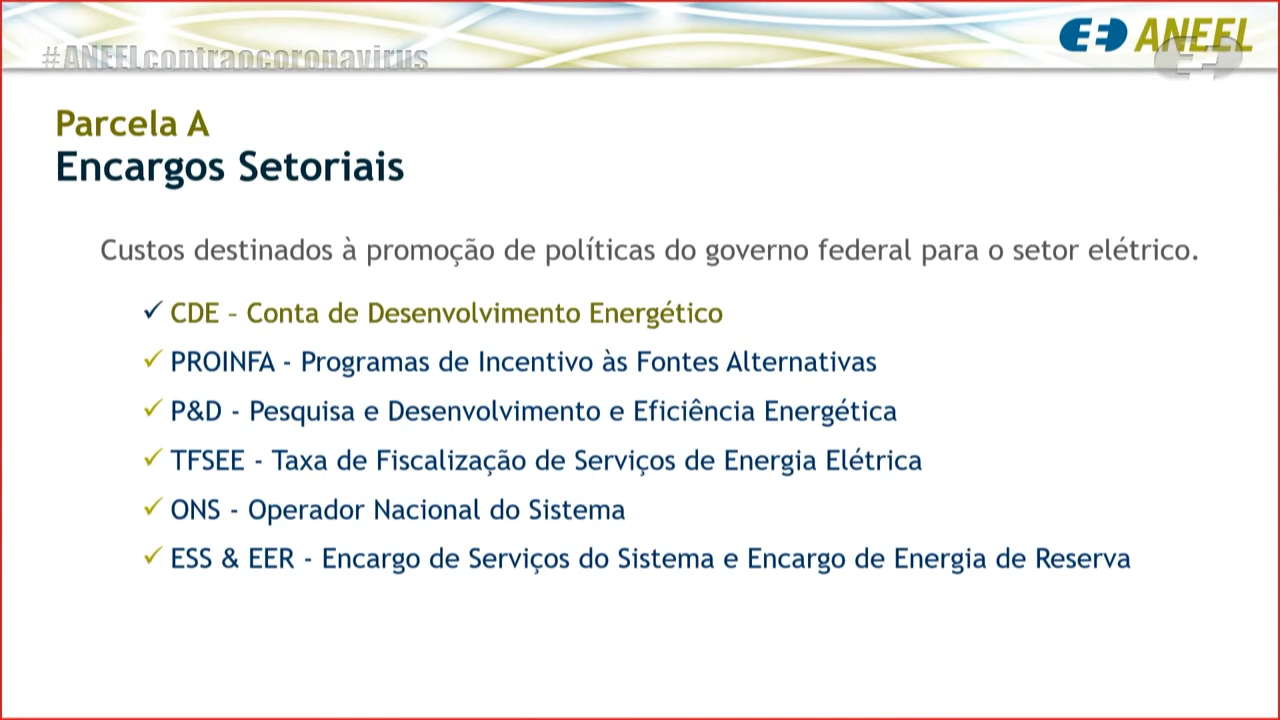 #ANEELcontraocoronavirus
ANEEL
Parcela A
Encargos Setoriais
Custos destinados à promoção de políticas do governo federal para o setor elétrico.
✓ CDE – Conta de Desenvolvimento Energético
✓ PROINFA - Programas de Incentivo às Fontes Alternativas
✓ P&D - Pesquisa e Desenvolvimento e Eficiência Energética
✓ TFSEE - Taxa de Fiscalização de Serviços de Energia Elétrica
✓ ONS - Operador Nacional do Sistema
✓ ESS & EER - Encargo de Serviços do Sistema e Encargo de Energia de Reserva